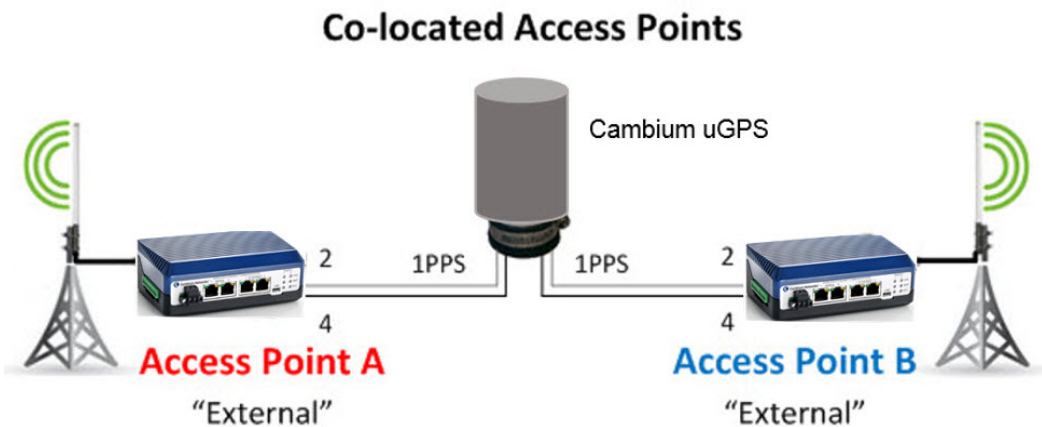 Co-located Access Points
Cambium uGPS
2
1PPS
1PPS
2
4
4
Access Point A
Access Point B
“External”
“External”